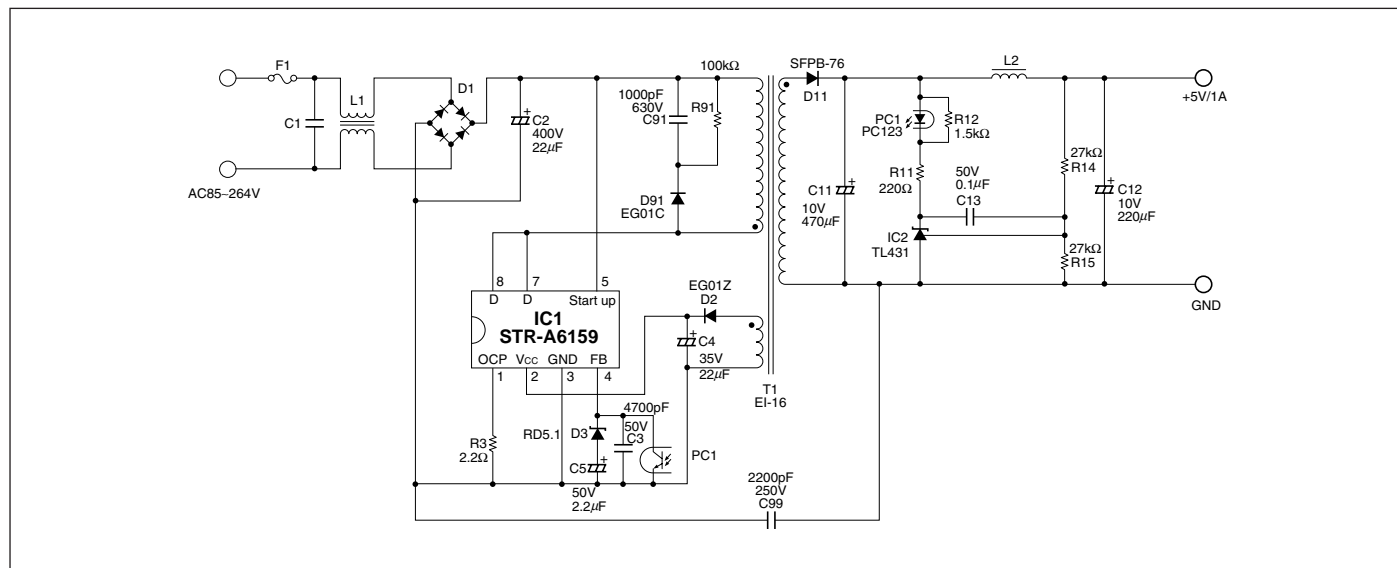 F1
L1
C1
D1
AC85~264V
C2
400V
22μF
1000pF
630V
C91
100kΩ
R91
D91
EG01C
SFPB-76
D11
PC1
PC123
R12
1.5kΩ
R11
220Ω
C11
10V
470μF
50V
0.1μF
C13
IC2
TL431
L2
27kΩ
R14
27kΩ
R15
C12
10V
220μF
+5V/1A
GND
8
7
5
D
D
Start up
IC1
STR-A6159
OCP
Vcc
GND
FB
1
2
3
4
EG01Z
D2
C4
35V
22μF
T1
EI-16
R3
2.2Ω
RD5.1
D3
C5
50V
2.2μF
4700pF
50V
C3
PC1
2200pF
250V
C99